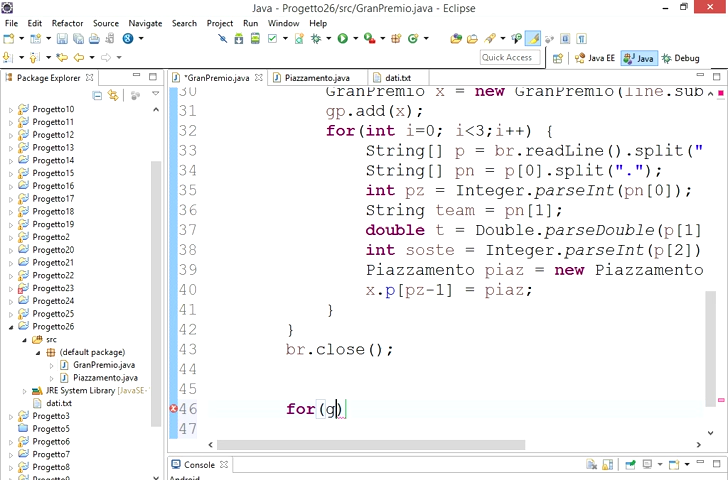 Java - Progetto26/src/GranPremio.java - Eclipse
File Edit Source Refactor Navigate Search Project Run Window Help
Quick Access
Java EE
Java
Debug
Package Explorer
*GranPremio.java
Piazzamento.java
dati.txt
Progetto10
Progetto11
Progetto12
Progetto13
Progetto14
Progetto15
Progetto16
Progetto17
Progetto18
Progetto19
Progetto2
Progetto20
Progetto21
Progetto22
Progetto23
Progetto24
Progetto25
Progetto26
src
(default package)
GranPremio.java
Piazzamento.java
JRE System Library [JavaSE-
dati.txt
Progetto3
Progetto5
Progetto6
Progetto7
Progetto8
30 GranPremio x = new GranPremio(line.sub
31 gp.add(x);
32 for(int i=0; i<3;i++) {
33 String[] p = br.readLine().split("
34 String[] pn = p[0].split(".");
35 int pz = Integer.parseInt(pn[0]);
36 String team = pn[1];
37 double t = Double.parseDouble(p[1]
38 int soste = Integer.parseInt(p[2])
39 Piazzamento piaz = new Piazzamento
40 x.p[pz-1] = piaz;
41 }
42 }
43 br.close();
44
45
46 for(g)
47
Console